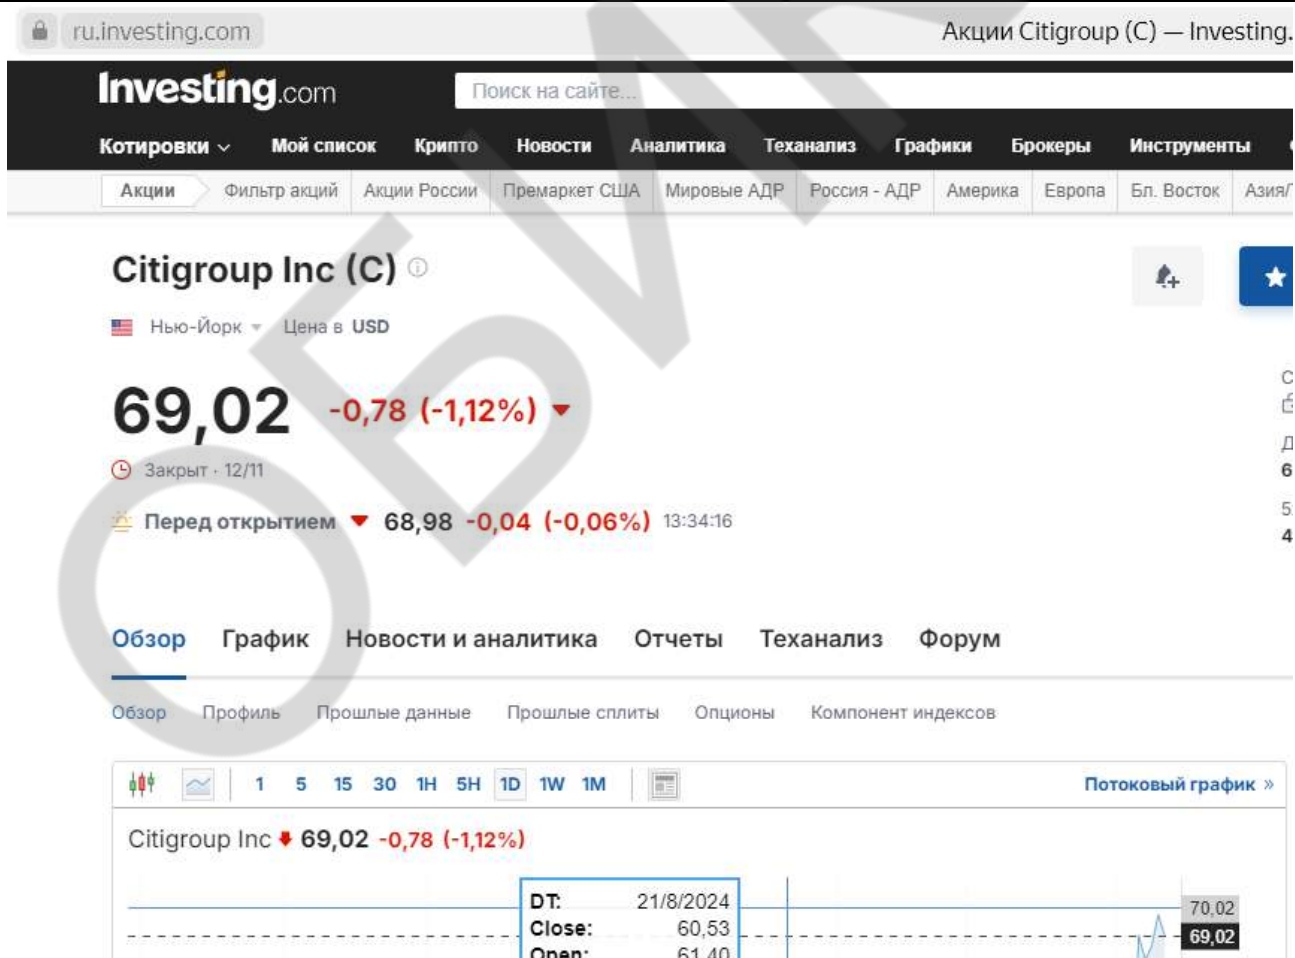 ru.investing.com
Акции Citigroup (C) — Investing.
Investing.com
Поиск на сайте...
Котировки Мой список Крипто Новости Аналитика Теханализ Графики Брокеры Инструменты
Акции Фильтр акций Акции России Премаркет США Мировые АДР Россия - АДР Америка Европа Бл. Восток Азия/
Citigroup Inc (C)
Нью-Йорк Цена в USD
69,02 -0,78 (-1,12%)
Закрыт · 12/11
Перед открытием 68,98 -0,04 (-0,06%) 13:34:16
Обзор График Новости и аналитика Отчеты Теханализ Форум
Обзор Профиль Прошлые данные Прошлые сплиты Опционы Компонент индексов
1 5 15 30 1H 5H 1D 1W 1M Потоковый график »
Citigroup Inc 69,02 -0,78 (-1,12%)
DT: 21/8/2024
70,02
Close: 60,53
69,02
Open: 61,40